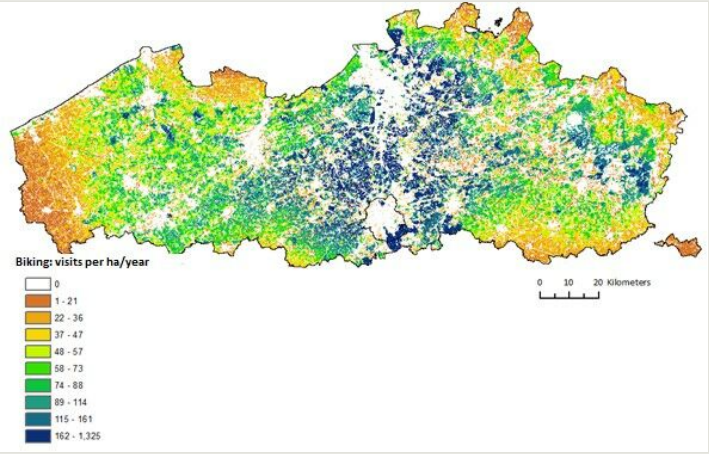 Biking: visits per ha/year
0
1 - 21
22 - 36
37 - 47
48 - 57
58 - 73
74 - 88
89 - 114
115 - 161
162 - 1,325
0 10 20 Kilometers